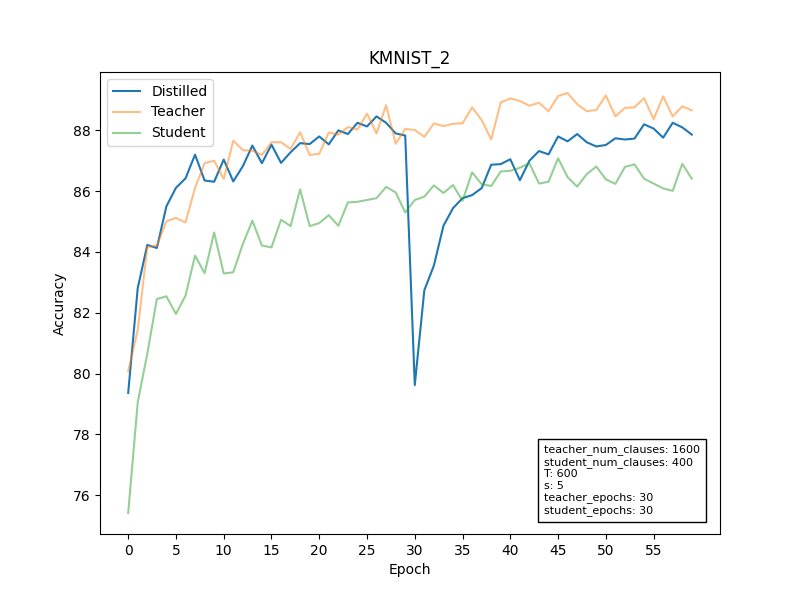 KMNIST_2
Distilled
Teacher
Student
88
86
84
82
80
78
76
Accuracy
teacher_num_clauses: 1600
student_num_clauses: 400
T: 600
s: 5
teacher_epochs: 30
student_epochs: 30
0 5 10 15 20 25 30 35 40 45 50 55
Epoch